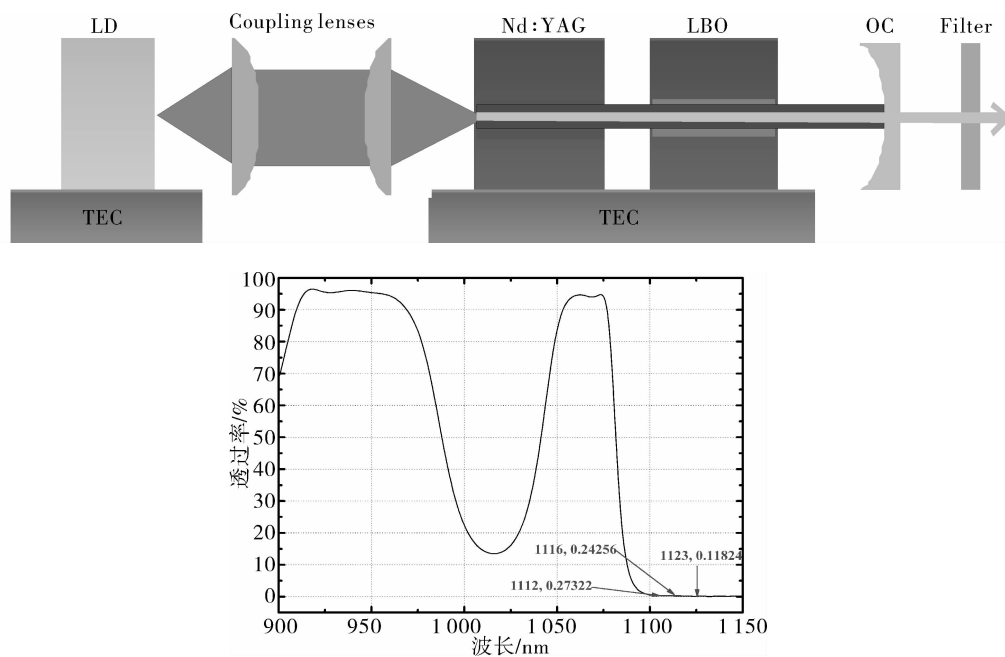 LD
Coupling lenses
Nd:YAG
LBO
OC
Filter
TEC
TEC
透过率/%
100
90
80
70
60
50
40
30
20
10
0
1116, 0.24256
1123, 0.11824
1112, 0.27322
900
950
1 000
1 050
1 100
1 150
波长/nm